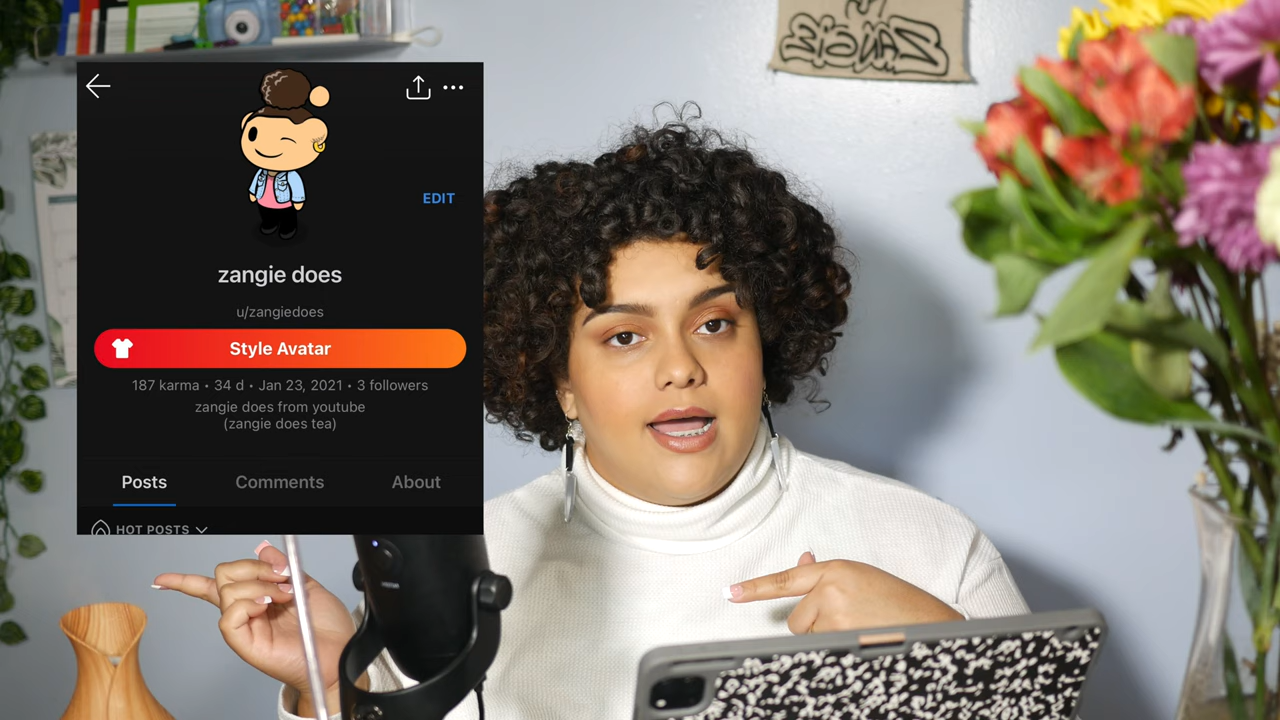 ZANGIE
EDIT
zangie does
u/zangiedoes
Style Avatar
187 karma • 34 d • Jan 23, 2021 • 3 followers
zangie does from youtube
(zangie does tea)
Posts
Comments
About
HOT POSTS